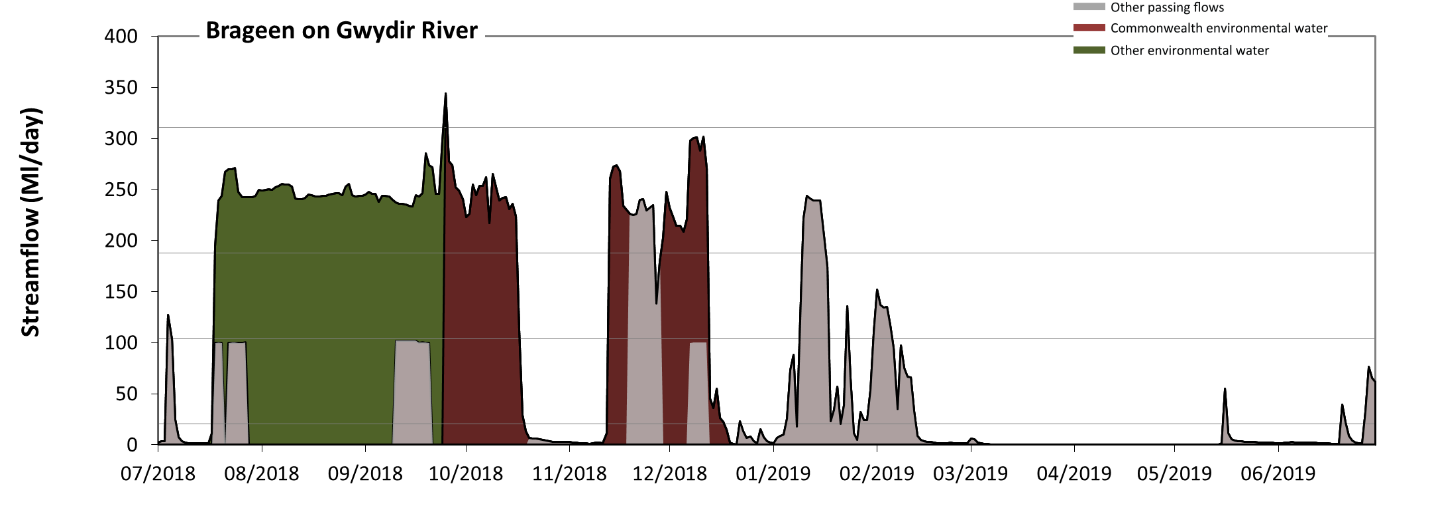 Other passing flows
Commonwealth environmental water
Other environmental water
Brageen on Gwydir River
Streamflow (Ml/day)
400
350
300
250
200
150
100
50
0
07/2018 08/2018 09/2018 10/2018 11/2018 12/2018 01/2019 02/2019 03/2019 04/2019 05/2019 06/2019